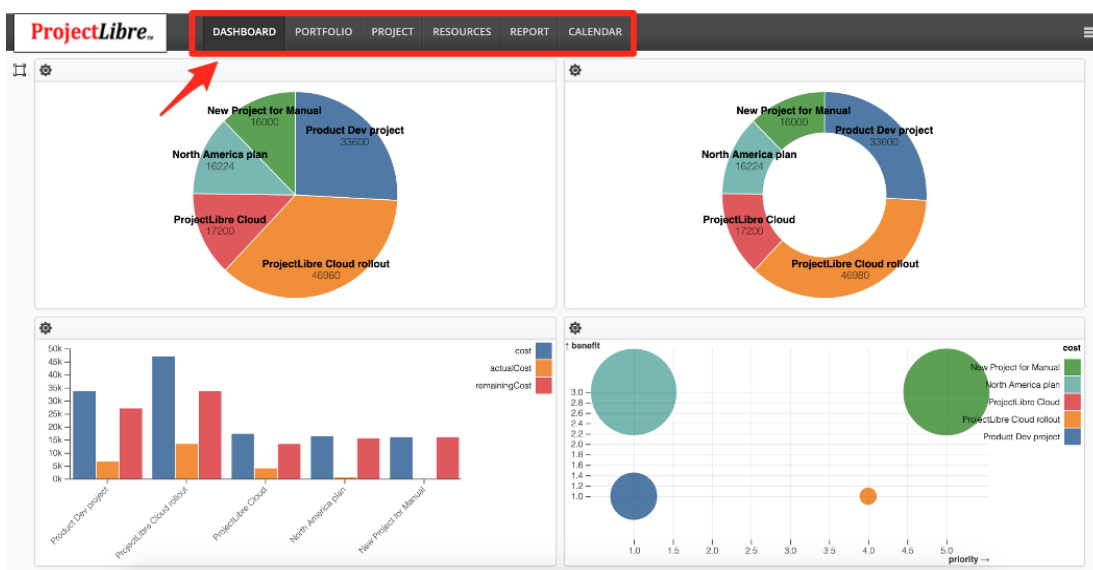 ProjectLibre™
DASHBOARD PORTFOLIO PROJECT RESOURCES REPORT CALENDAR
New Project for Manual
16000
Product Dev project
33600
North America plan
16224
ProjectLibre Cloud
17200
ProjectLibre Cloud rollout
46980
New Project for Manual
16000
Product Dev project
33600
North America plan
16224
ProjectLibre Cloud
17200
ProjectLibre Cloud rollout
46980
50k
45k
40k
35k
30k
25k
20k
15k
10k
5k
0k
cost
actualCost
remainingCost
Product Dev project
ProjectLibre Cloud rollout
ProjectLibre Cloud
North America plan
New Project for Manual
↑ benefit
3.0
2.8
2.6
2.4
2.2
2.0
1.8
1.6
1.4
1.2
1.0
cost
New Project for Manual
North America plan
ProjectLibre Cloud
ProjectLibre Cloud rollout
Product Dev project
1.0 1.5 2.0 2.5 3.0 3.5 4.0 4.5 5.0
priority →